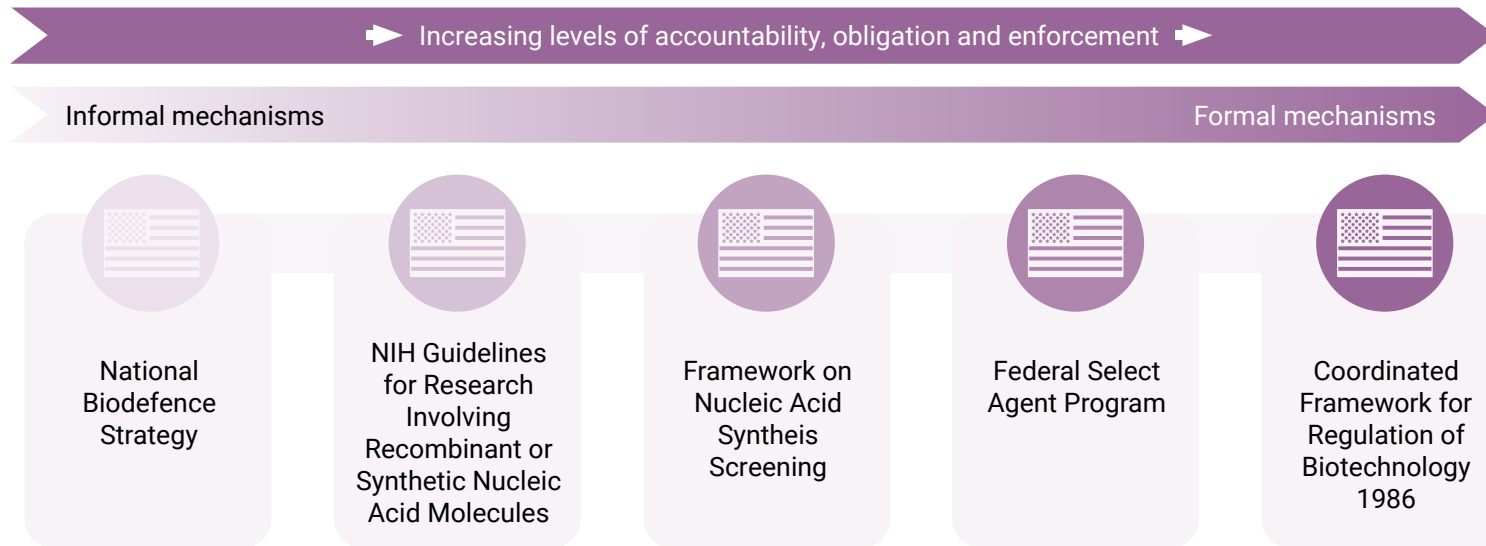 Increasing levels of accountability, obligation and enforcement
Informal mechanisms
Formal mechanisms
National
Biodefence
Strategy
NIH Guidelines
for Research
Involving
Recombinant or
Synthetic Nucleic
Acid Molecules
Framework on
Nucleic Acid
Syntheis
Screening
Federal Select
Agent Program
Coordinated
Framework for
Regulation of
Biotechnology
1986